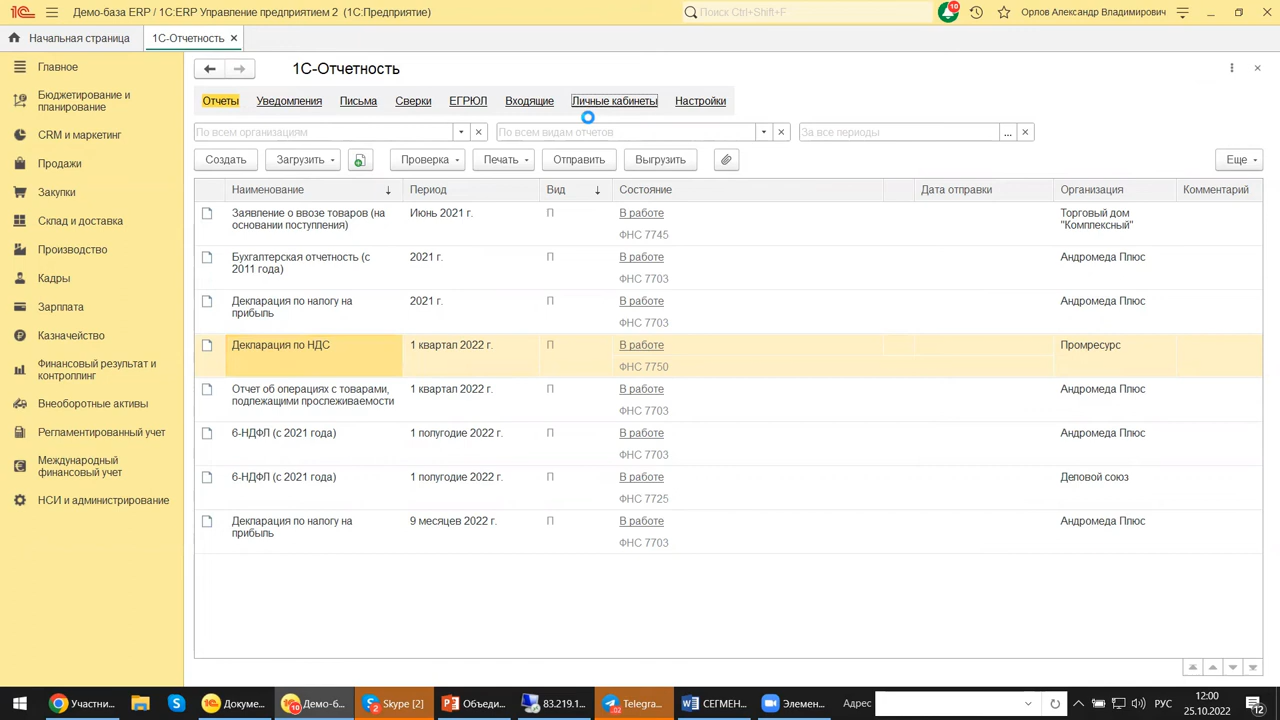 Демо-база ERP / 1С:ERP Управление предприятием 2 (1С:Предприятие)
Поиск Ctrl+Shift+F
10
Орлов Александр Владимирович
Начальная страница
1С-Отчетность
Главное
Бюджетирование и
планирование
CRM и маркетинг
Продажи
Закупки
Склад и доставка
Производство
Кадры
Зарплата
Казначейство
Финансовый результат и
контроллинг
Внеоборотные активы
Регламентированный учет
Международный
финансовый учет
НСИ и администрирование
1С-Отчетность
Отчеты Уведомления Письма Сверки ЕГРЮЛ Входящие Личные кабинеты Настройки
По всем организациям По всем видам отчетов За все периоды
Создать Загрузить Проверка Печать Отправить Выгрузить Еще
Наименование Период Вид Состояние Дата отправки Организация Комментарий
Заявление о ввозе товаров (на Июнь 2021 г. П В работе Торговый дом
основании поступления) ФНС 7745 "Комплексный"
Бухгалтерская отчетность (с 2021 г. П В работе Андромеда Плюс
2011 года) ФНС 7703
Декларация по налогу на 2021 г. П В работе Андромеда Плюс
прибыль ФНС 7703
Декларация по НДС 1 квартал 2022 г. П В работе Промресурс
ФНС 7750
Отчет об операциях с товарами, 1 квартал 2022 г. П В работе Андромеда Плюс
подлежащими прослеживаемости ФНС 7703
6-НДФЛ (с 2021 года) 1 полугодие 2022 г. П В работе Андромеда Плюс
ФНС 7703
6-НДФЛ (с 2021 года) 1 полугодие 2022 г. П В работе Деловой союз
ФНС 7725
Декларация по налогу на 9 месяцев 2022 г. П В работе Андромеда Плюс
прибыль ФНС 7703
Участни... Докуме... Демо-б... Skype [2] Объеди... 83.219.1... Telegra... СЕГМЕН... Элемен... Адрес РУС 12:00
25.10.2022